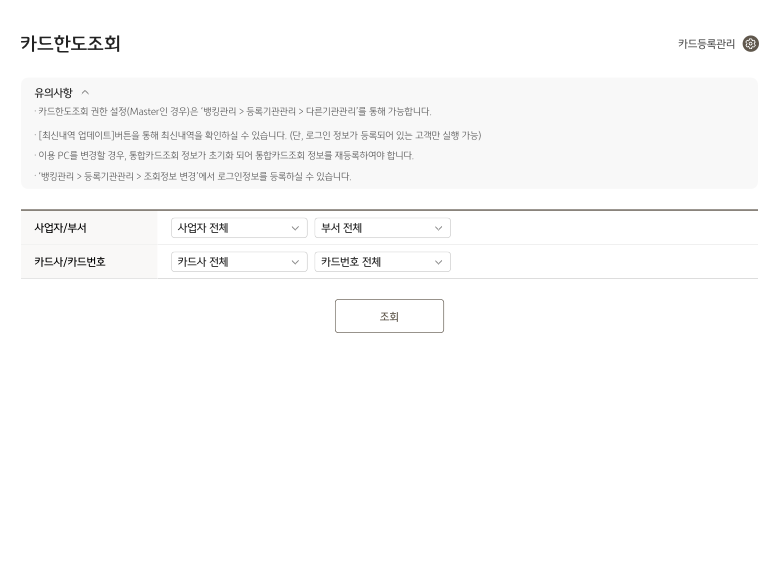 카드한도조회
카드등록관리
유의사항
· 카드한도조회 권한 설정(Master인 경우)은 '뱅킹관리 > 등록기관관리 > 다른기관관리'를 통해 가능합니다.
· [최신내역 업데이트]버튼을 통해 최신내역을 확인하실 수 있습니다. (단, 로그인 정보가 등록되어 있는 고객만 실행 가능)
· 이용 PC를 변경할 경우, 통합카드조회 정보가 초기화 되어 통합카드조회 정보를 재등록하여야 합니다.
· '뱅킹관리 > 등록기관관리 > 조회정보 변경'에서 로그인정보를 등록하실 수 있습니다.
사업자/부서 사업자 전체 부서 전체
카드사/카드번호 카드사 전체 카드번호 전체
조회